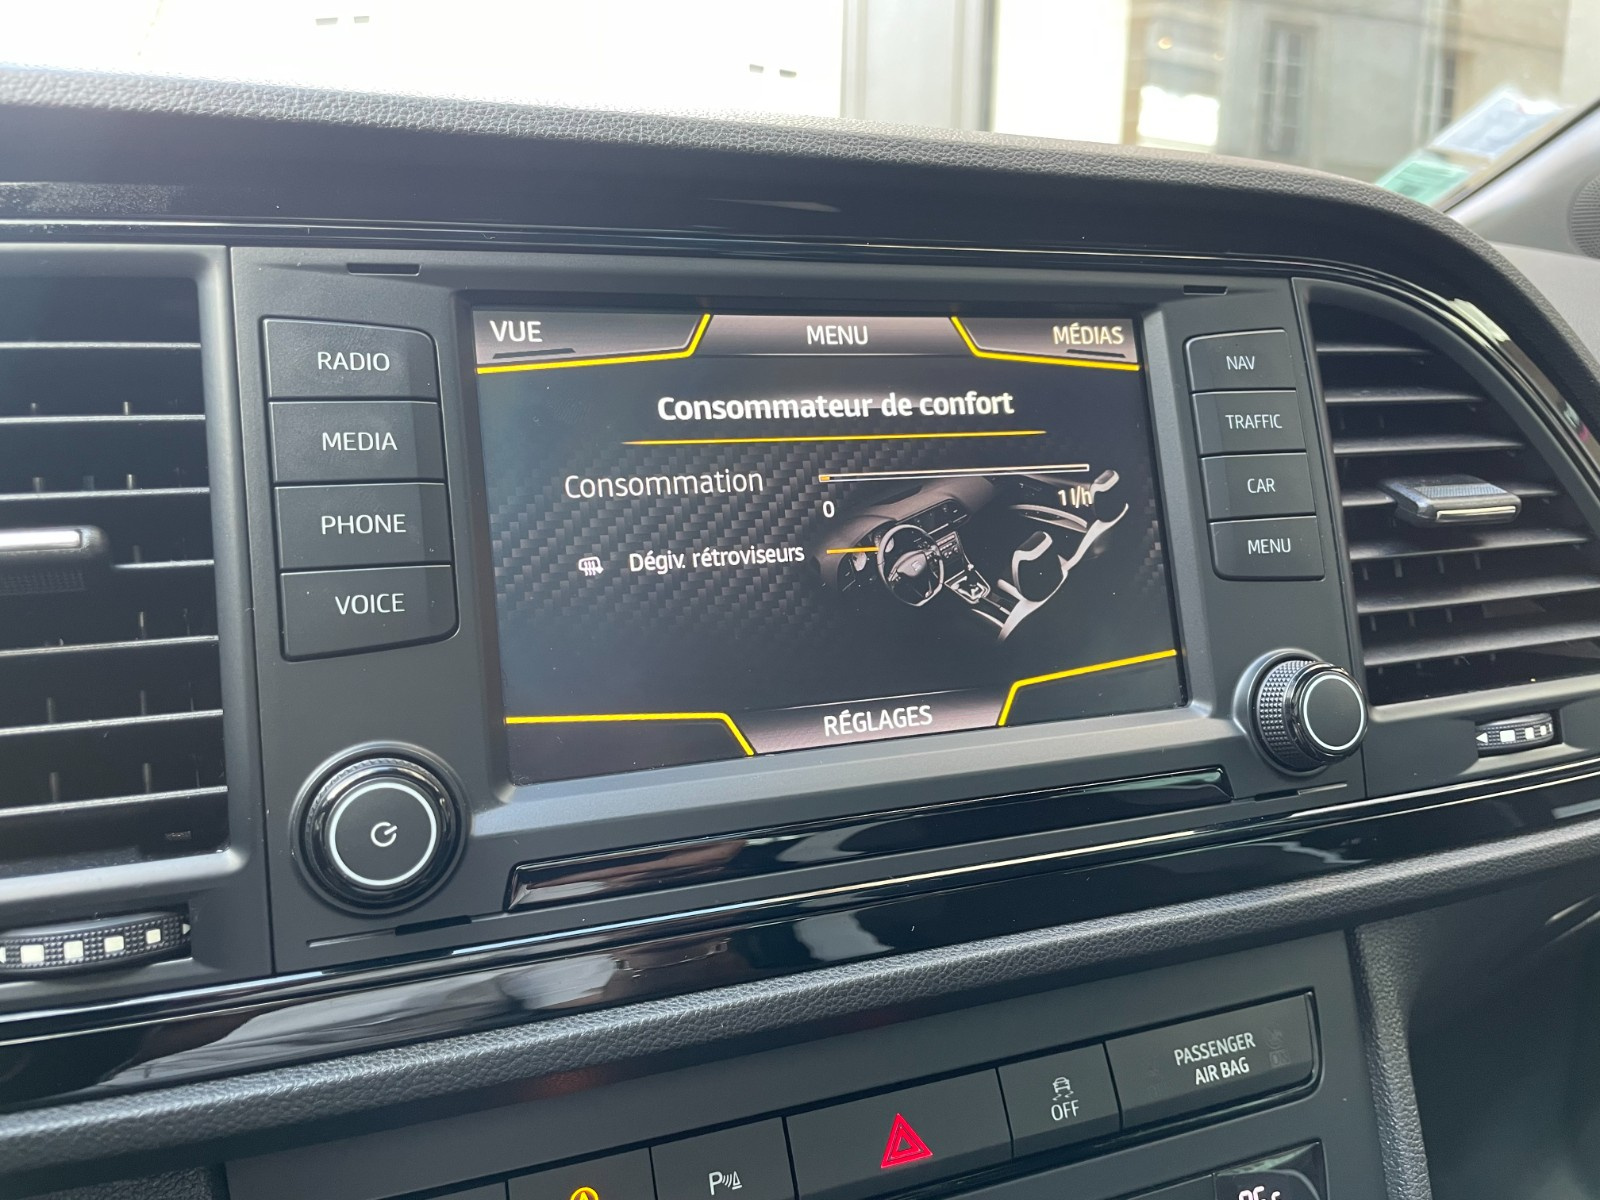 VUE
MENU
MÉDIAS
RADIO
MEDIA
PHONE
VOICE
Consommateur de confort
Consommation
0
1 l/h
Dégiv. rétroviseurs
RÉGLAGES
NAV
TRAFFIC
CAR
MENU
PASSENGER
AIR BAG
OFF
P